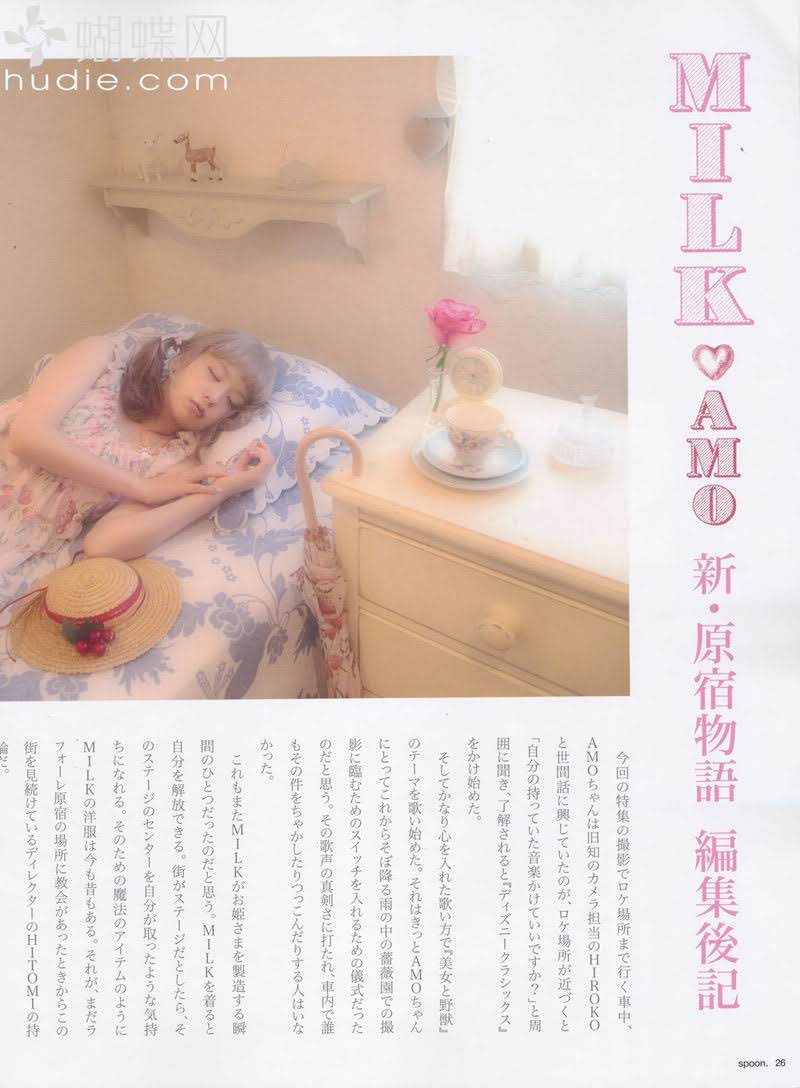 蝴蝶网
hudie.com
MILK♥AMO
新・原宿物語 編集後記
今回の特集の撮影でロケ場所まで行く車中、
AMOちゃんは旧知のカメラ担当のHIROKO
と世間話に興じていたのが、ロケ場所が近づくと
「自分の持っていた音楽かけていいですか?」と周
囲に聞き、了解されると『ディズニークラシックス』
をかけ始めた。
そしてかなり心を入れた歌い方で『美女と野獣』
のテーマを歌い始めた。それはきっとAMOちゃん
にとってこれからそぼ降る雨の中の薔薇園での撮
影に臨むためのスイッチを入れるための儀式だった
のだと思う。その歌声の真剣さに打たれ、車内で誰
もその件をちゃかしたりつっこんだりする人はいな
かった。
これもまたMILKがお姫さまを製造する瞬
間のひとつだったのだと思う。MILKを着ると
自分を解放できる。街がステージだとしたら、そ
のステージのセンターを自分が取ったような気持
ちになれる。そのための魔法のアイテムのように
MILKの洋服は今も昔もある。それが、まだラ
フォーレ原宿の場所に教会があったときからこの
街を見続けているディレクターのHITOMIの持
論だ。
spoon. 26